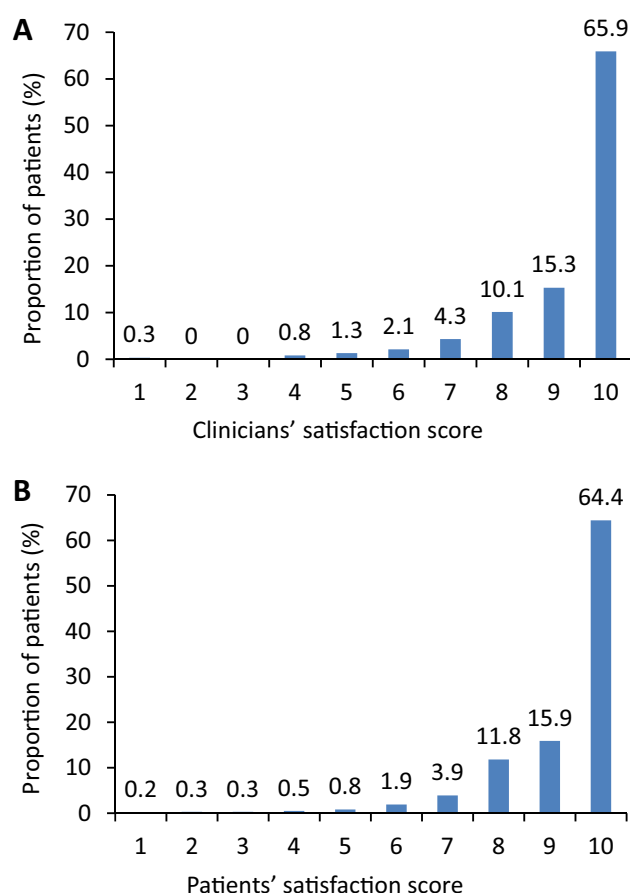 A
Proportion of patients (%)
70
60
50
40
30
20
10
0
0.3 0 0 0.8 1.3 2.1 4.3 10.1 15.3 65.9
1 2 3 4 5 6 7 8 9 10
Clinicians’ satisfaction score
B
Proportion of patients (%)
70
60
50
40
30
20
10
0
0.2 0.3 0.3 0.5 0.8 1.9 3.9 11.8 15.9 64.4
1 2 3 4 5 6 7 8 9 10
Patients’ satisfaction score